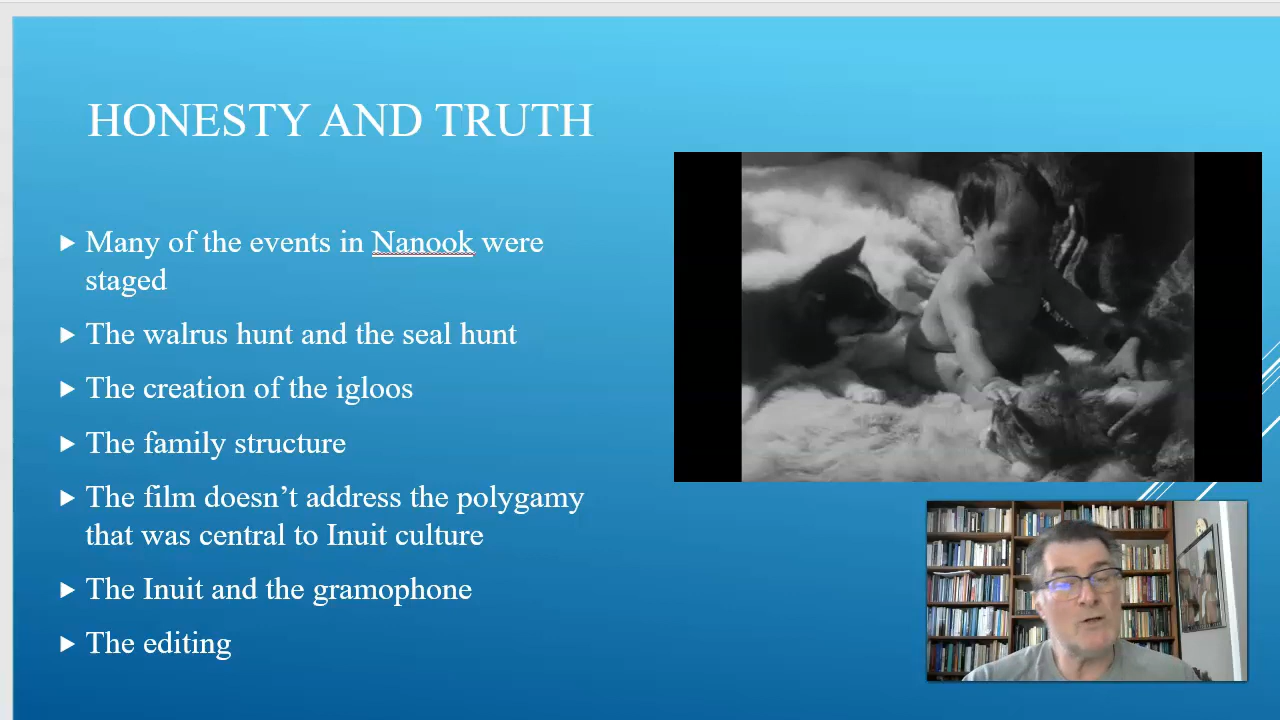 HONESTY AND TRUTH
Many of the events in Nanook were
staged
The walrus hunt and the seal hunt
The creation of the igloos
The family structure
The film doesn’t address the polygamy
that was central to Inuit culture
The Inuit and the gramophone
The editing